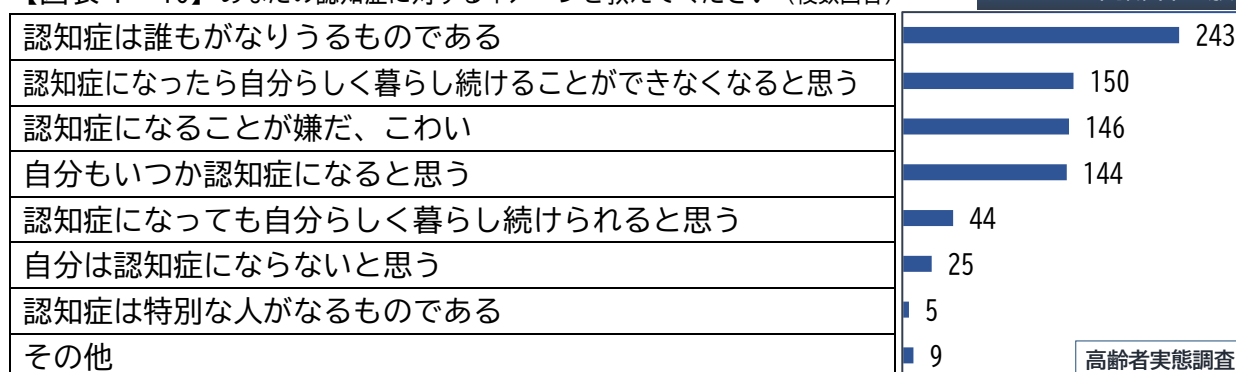 認知症は誰もがなりうるものである 243
認知症になったら自分らしく暮らし続けることができなくなると思う 150
認知症になることが嫌だ、こわい 146
自分もいつか認知症になると思う 144
認知症になっても自分らしく暮らし続けられると思う 44
自分は認知症にならないと思う 25
認知症は特別な人がなるものである 5
その他 9
高齢者実態調査